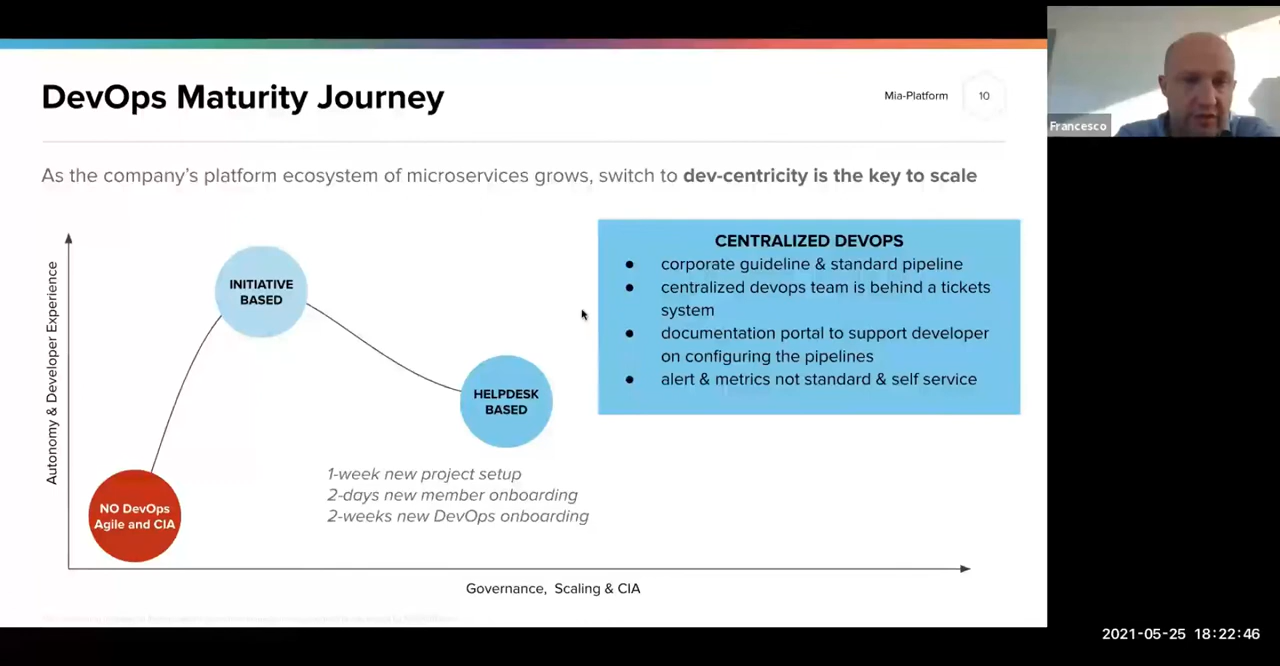 DevOps Maturity Journey
Mia-Platform
10
Francesco
As the company's platform ecosystem of microservices grows, switch to dev-centricity is the key to scale
Autonomy & Developer Experience
INITIATIVE
BASED
HELPDESK
BASED
NO DevOps
Agile and CIA
CENTRALIZED DEVOPS
● corporate guideline & standard pipeline
● centralized devops team is behind a tickets
system
● documentation portal to support developer
on configuring the pipelines
● alert & metrics not standard & self service
1-week new project setup
2-days new member onboarding
2-weeks new DevOps onboarding
Governance, Scaling & CIA
2021-05-25 18:22:46